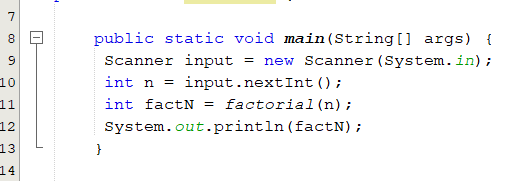 7
8 public static void main(String[] args) {
9 Scanner input = new Scanner(System.in);
10 int n = input.nextInt();
11 int factN = factorial(n);
12 System.out.println(factN);
13 }
14